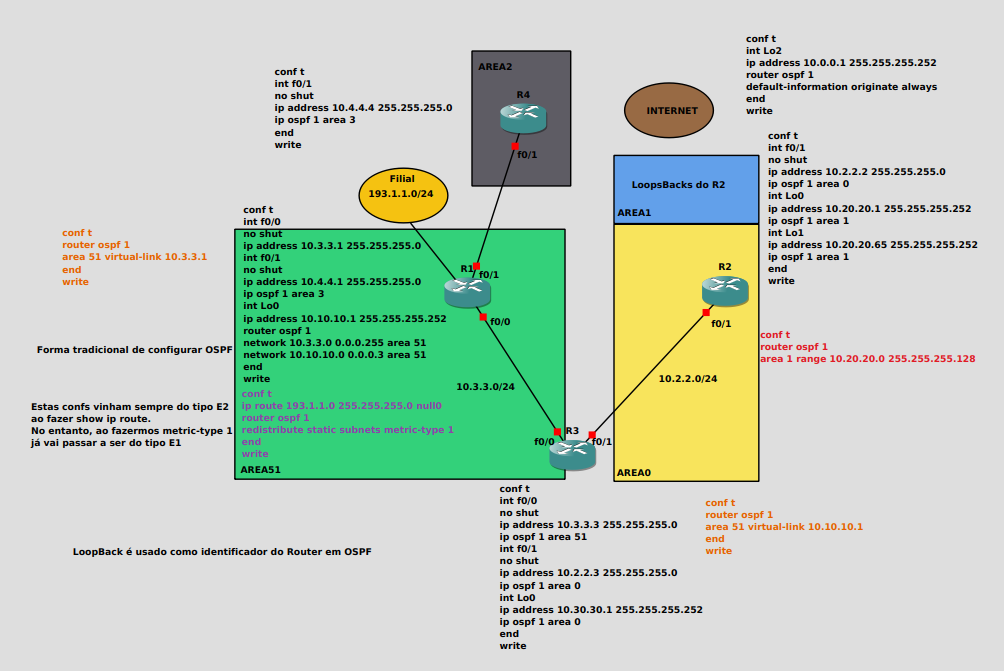 conf t
int Lo2
ip address 10.0.0.1 255.255.255.252
router ospf 1
default-information originate always
end
write
AREA2
R4
f0/1
conf t
int f0/1
no shut
ip address 10.4.4.4 255.255.255.0
ip ospf 1 area 3
end
write
INTERNET
conf t
int f0/1
no shut
ip address 10.2.2.2 255.255.255.0
ip ospf 1 area 0
int Lo0
ip address 10.20.20.1 255.255.255.252
ip ospf 1 area 1
int Lo1
ip address 10.20.20.65 255.255.255.252
ip ospf 1 area 1
end
write
LoopsBacks do R2
AREA1
Filial
193.1.1.0/24
conf t
int f0/0
no shut
ip address 10.3.3.1 255.255.255.0
int f0/1
no shut
ip address 10.4.4.1 255.255.255.0
ip ospf 1 area 3
int Lo0
ip address 10.10.10.1 255.255.255.252
router ospf 1
network 10.3.3.0 0.0.0.255 area 51
network 10.10.10.0 0.0.0.3 area 51
end
write
conf t
ip route 193.1.1.0 255.255.255.0 null0
router ospf 1
redistribute static subnets metric-type 1
end
write
AREA51
conf t
router ospf 1
area 51 virtual-link 10.3.3.1
end
write
Forma tradicional de configurar OSPF
Estas confs vinham sempre do tipo E2
ao fazer show ip route.
No entanto, ao fazermos metric-type 1
já vai passar a ser do tipo E1
R1
f0/1
f0/0
10.3.3.0/24
R2
f0/1
10.2.2.0/24
conf t
router ospf 1
area 1 range 10.20.20.0 255.255.255.128
R3
f0/0
f0/1
AREA0
conf t
int f0/0
no shut
ip address 10.3.3.3 255.255.255.0
ip ospf 1 area 51
int f0/1
no shut
ip address 10.2.2.3 255.255.255.0
ip ospf 1 area 0
int Lo0
ip address 10.30.30.1 255.255.255.252
ip ospf 1 area 0
end
write
conf t
router ospf 1
area 51 virtual-link 10.10.10.1
end
write
LoopBack é usado como identificador do Router em OSPF